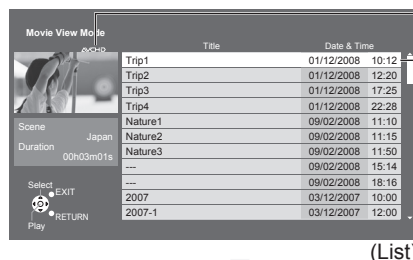 Movie View Mode
AVCHD
Title Date & Time
Trip1 01/12/2008 10:12
Trip2 01/12/2008 12:20
Trip3 01/12/2008 17:25
Trip4 01/12/2008 22:28
Nature1 09/02/2008 11:10
Nature2 09/02/2008 11:15
Nature3 09/02/2008 11:50
--- 09/02/2008 15:14
--- 09/02/2008 18:16
2007 03/12/2007 10:00
2007-1 03/12/2007 12:00
Scene
Japan
Duration
00h03m01s
Select
EXIT
RETURN
Play
(List)